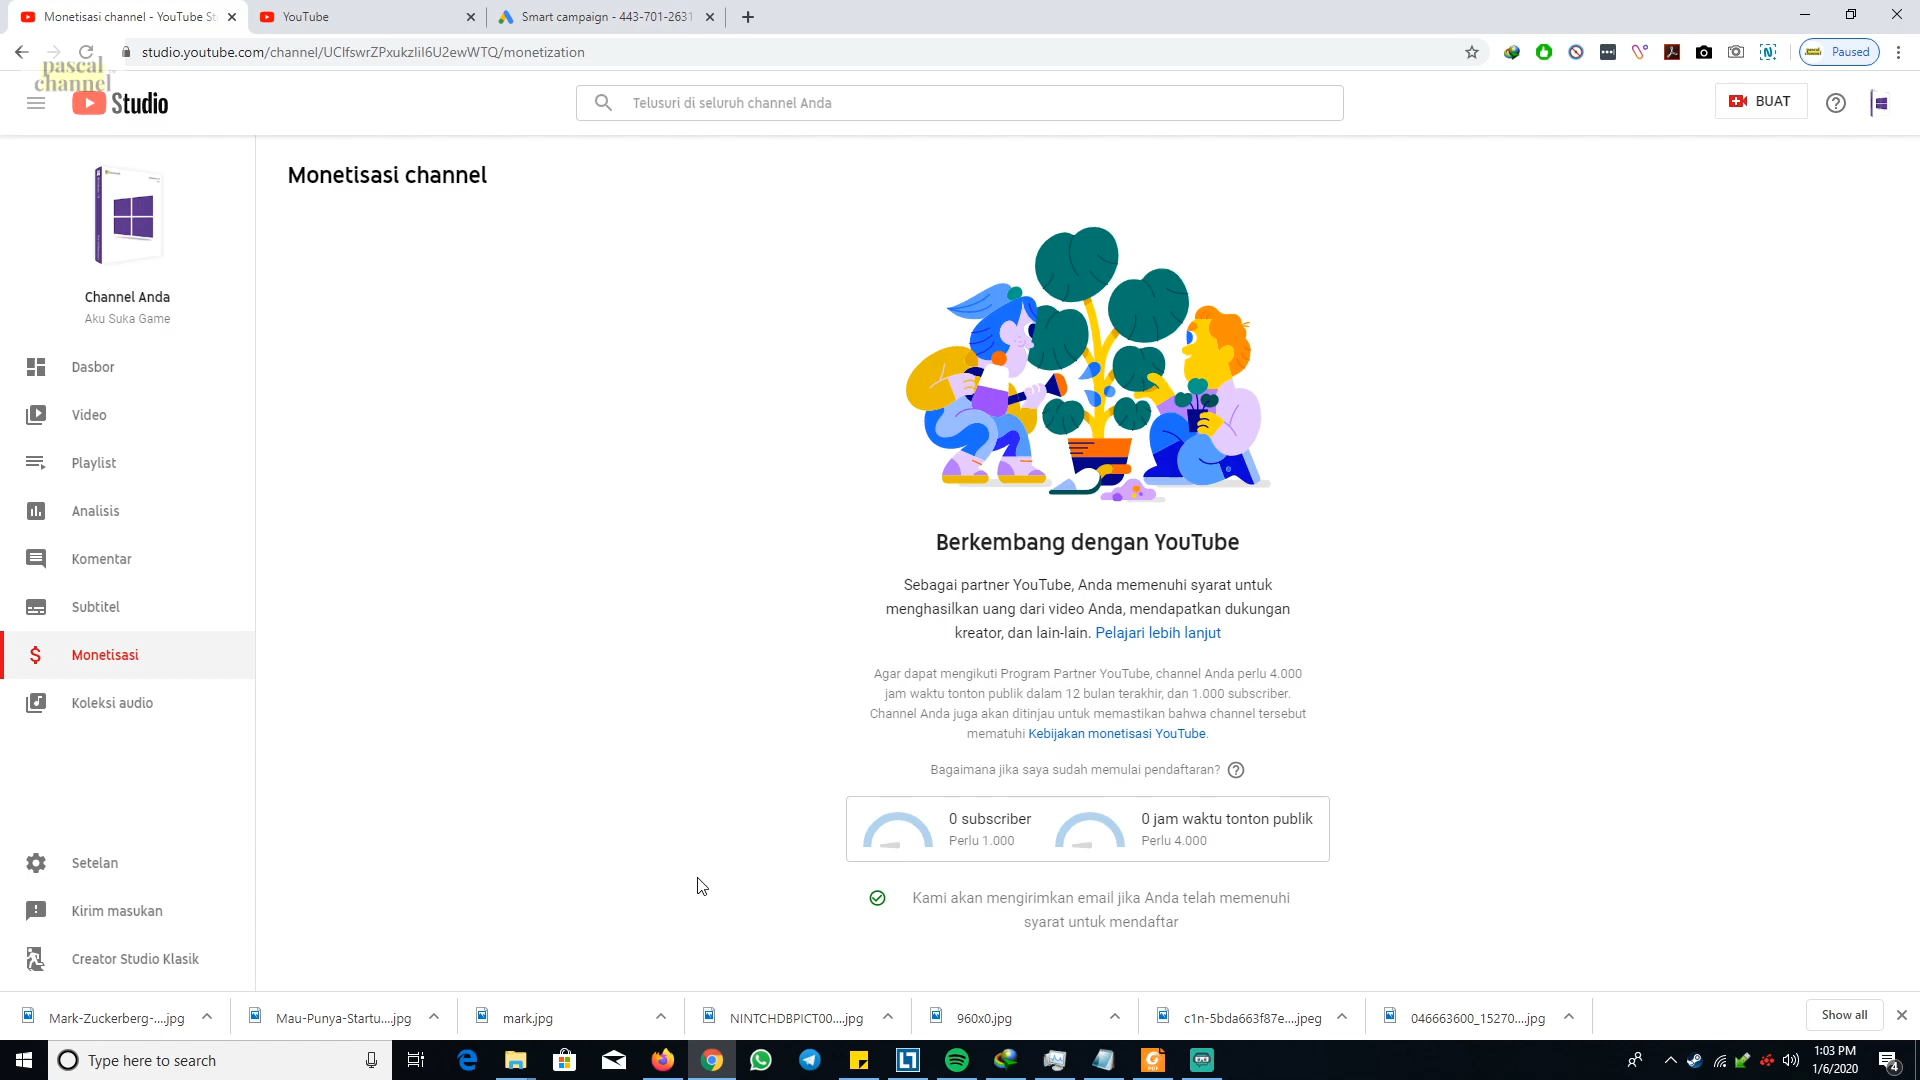 Monetisasi channel - YouTube St
YouTube
Smart campaign - 443-701-2631
studio.youtube.com/channel/UCIfswrZPxukzIiI6U2ewWTQ/monetization
Paused
pascal
channel
Studio
Telusuri di seluruh channel Anda
BUAT
Monetisasi channel
Channel Anda
Aku Suka Game
Dasbor
Video
Playlist
Analisis
Komentar
Subtitel
Monetisasi
Koleksi audio
Setelan
Kirim masukan
Creator Studio Klasik
Berkembang dengan YouTube
Sebagai partner YouTube, Anda memenuhi syarat untuk
menghasilkan uang dari video Anda, mendapatkan dukungan
kreator, dan lain-lain. Pelajari lebih lanjut
Agar dapat mengikuti Program Partner YouTube, channel Anda perlu 4.000
jam waktu tonton publik dalam 12 bulan terakhir, dan 1.000 subscriber.
Channel Anda juga akan ditinjau untuk memastikan bahwa channel tersebut
mematuhi Kebijakan monetisasi YouTube.
Bagaimana jika saya sudah memulai pendaftaran?
0 subscriber
Perlu 1.000
0 jam waktu tonton publik
Perlu 4.000
Kami akan mengirimkan email jika Anda telah memenuhi
syarat untuk mendaftar
Mark-Zuckerberg-....jpg
Mau-Punya-Startu....jpg
mark.jpg
NINTCHDBPICT00....jpg
960x0.jpg
c1n-5bda663f87e....jpeg
046663600_15270....jpg
Show all
Type here to search
1:03 PM
1/6/2020
4